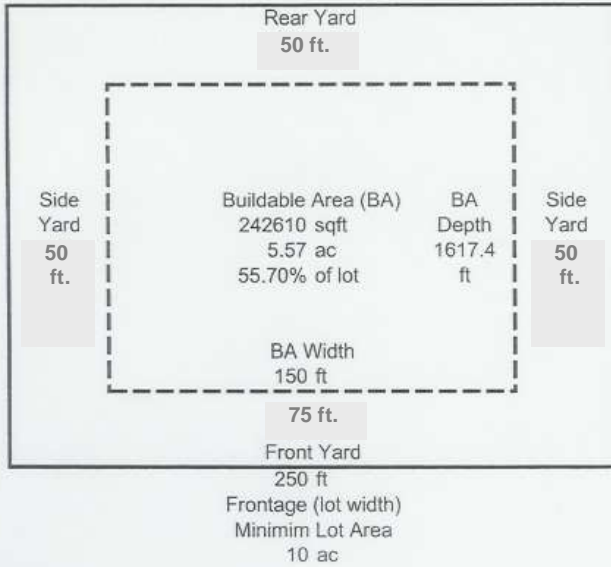 Rear Yard
50 ft.
Side
Yard
50
ft.
Buildable Area (BA)
242610 sqft
5.57 ac
55.70% of lot
BA
Depth
1617.4
ft
Side
Yard
50
ft.
BA Width
150 ft
75 ft.
Front Yard
250 ft
Frontage (lot width)
Minimim Lot Area
10 ac